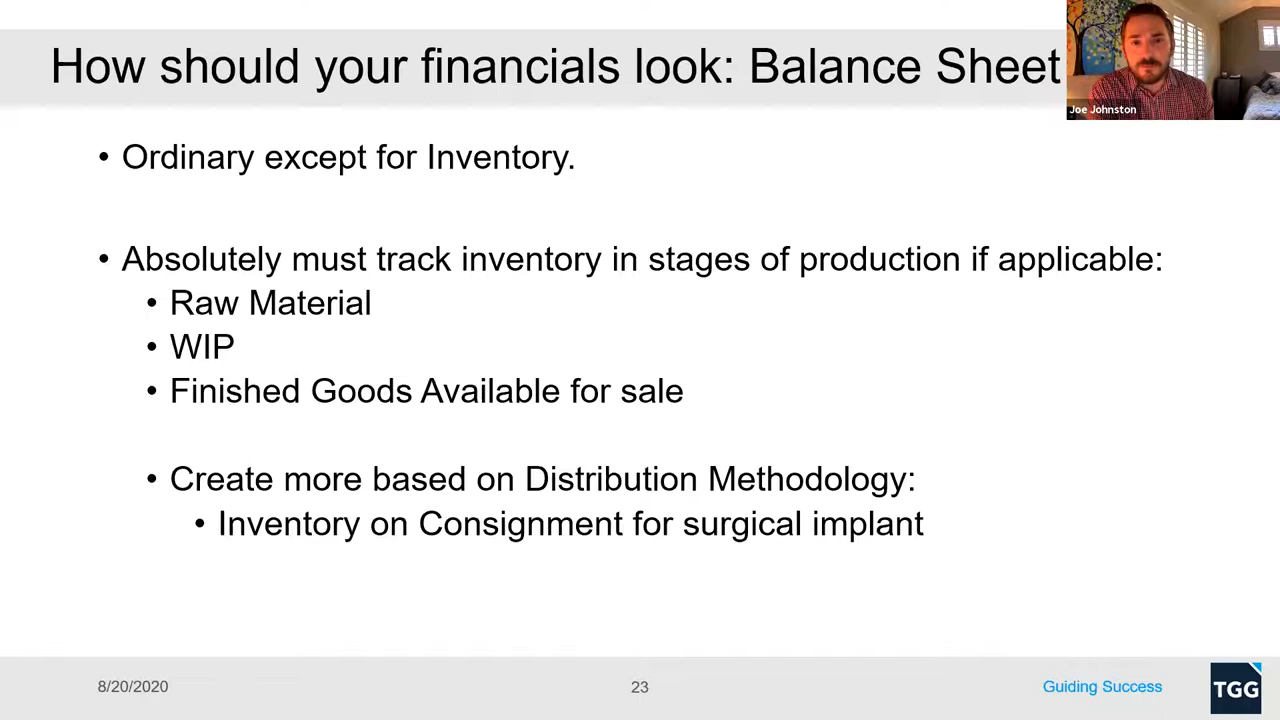 How should your financials look: Balance Sheet
Joe Johnston
• Ordinary except for Inventory.
• Absolutely must track inventory in stages of production if applicable:
• Raw Material
• WIP
• Finished Goods Available for sale
• Create more based on Distribution Methodology:
• Inventory on Consignment for surgical implant
8/20/2020
23
Guiding Success
TGG